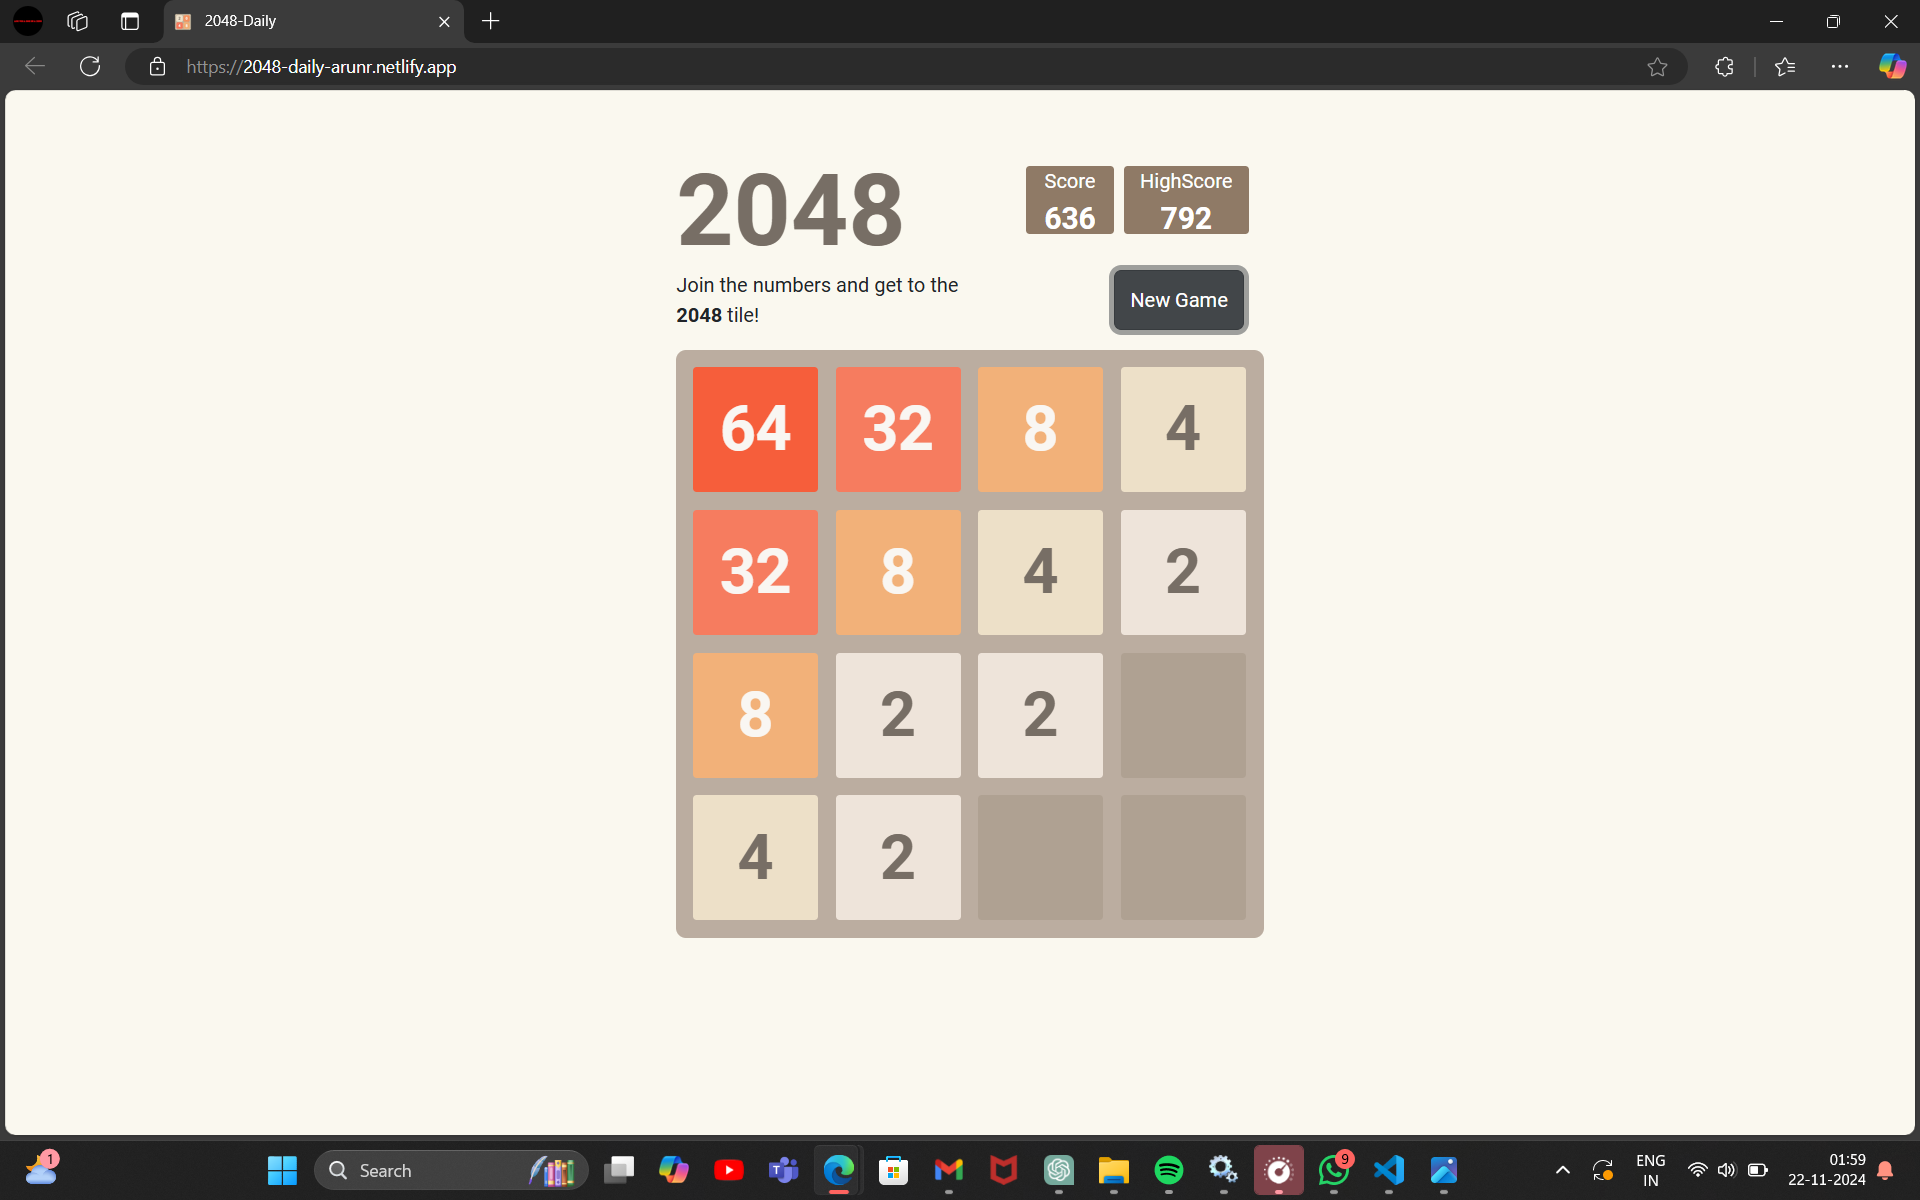 2048-Daily
https://2048-daily-arunr.netlify.app
2048
Score
636
HighScore
792
Join the numbers and get to the
2048 tile!
New Game
64 32 8 4
32 8 4 2
8 2 2
4 2
1
Search
9
ENG
IN
01:59
22-11-2024